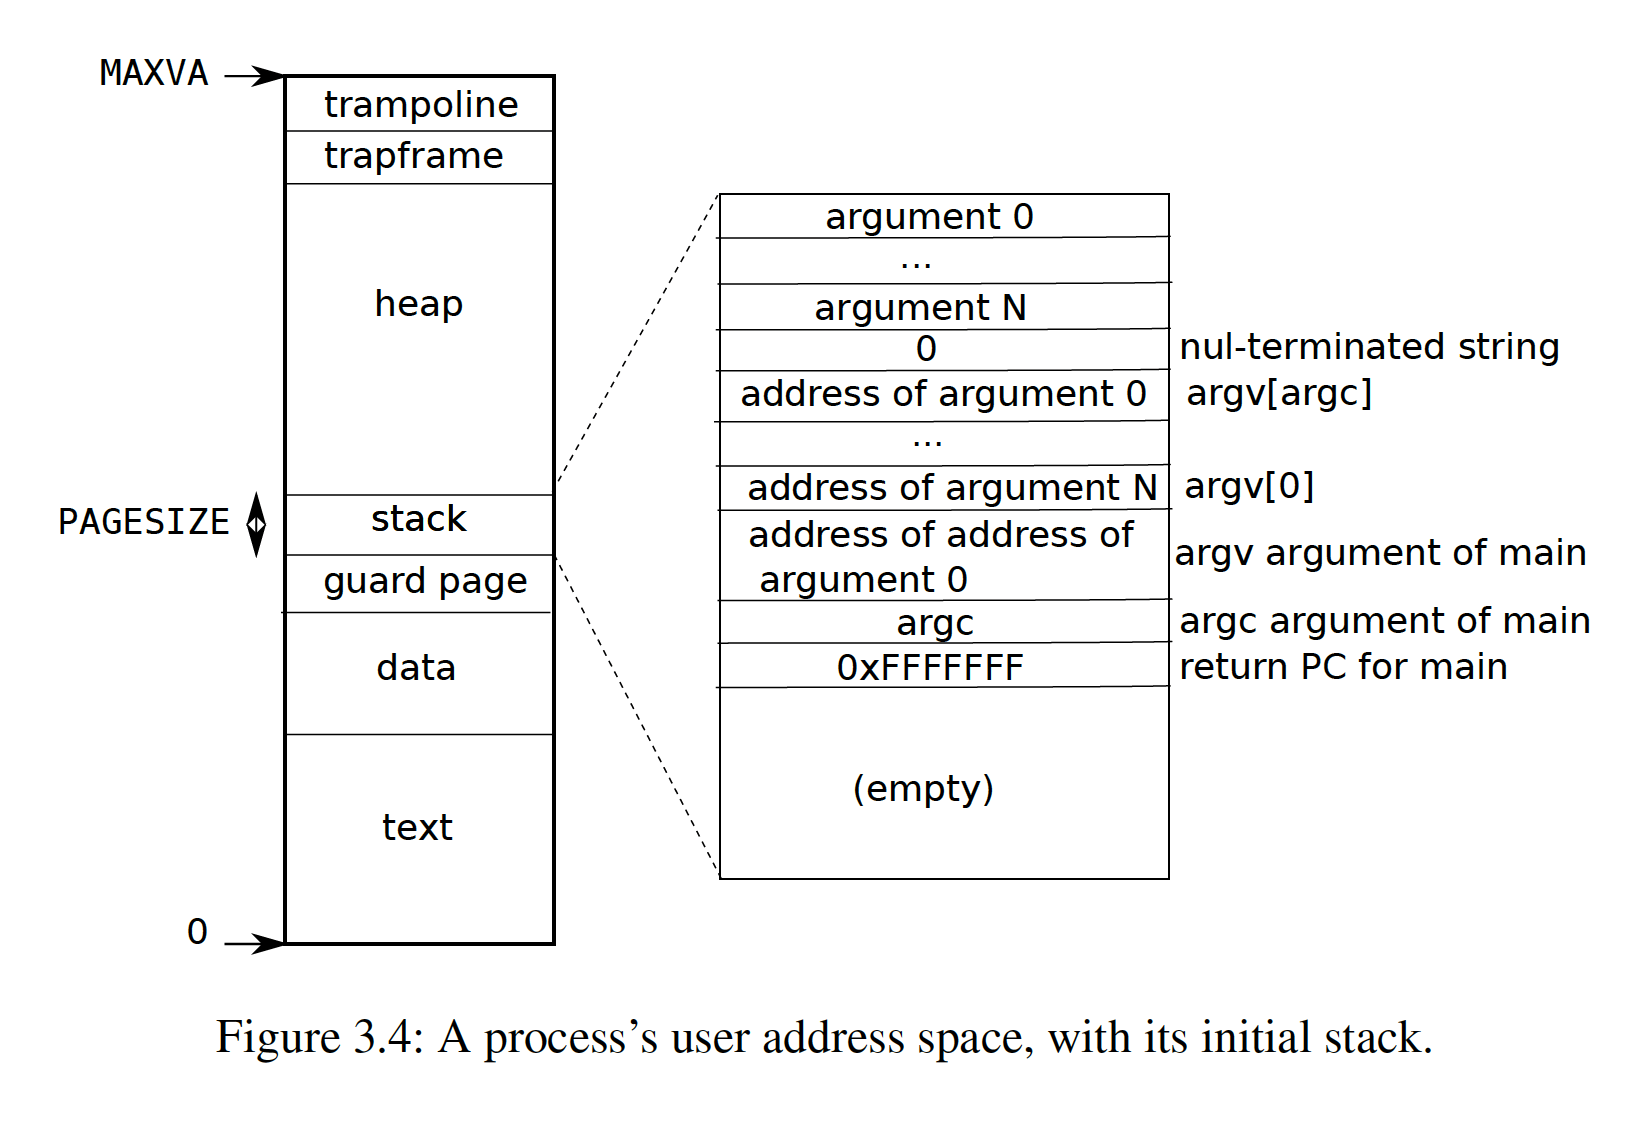 MAXVA
trampoline
trapframe
heap
PAGESIZE
stack
guard page
data
text
0
argument 0
...
argument N
0 nul-terminated string
address of argument 0 argv[argc]
...
address of argument N argv[0]
address of address of
argument 0
argv argument of main
argc argc argument of main
0xFFFFFFF return PC for main
(empty)
Figure 3.4: A process’s user address space, with its initial stack.